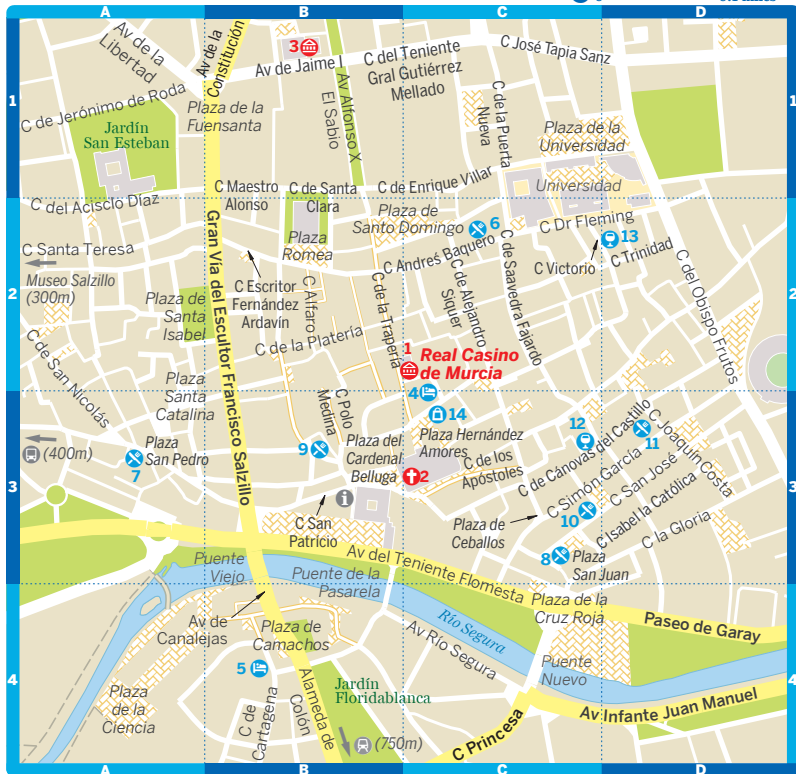 A
B
C
D
1
2
3
4
Av de la
Libertad
Av de la
Constitución
3
Av de Jaime I
C del Teniente
Gral Gutiérrez
Mellado
C José Tapia Sanz
C de Jerónimo de Roda
Plaza de la
Fuensanta
Av Alfonso X
El Sabio
C de la Puerta
Nueva
Plaza de la
Universidad
Jardín
San Esteban
Universidad
C del Acisclo Díaz
C Maestro
Alonso
C de Santa
Clara
C de Enrique Villar
Plaza de
Santo Domingo
6
C Dr Fleming
13
C Santa Teresa
Plaza
Romea
C Andres Baquero
C Victorio
C Trinidad
Museo Salzillo
(300m)
Gran Vía del Escultor Francisco Salzillo
C Escritor
Fernández
Ardavín
C Alfaro
C de la Trapería
C de Alejandro
Siquer
C de Saavedra Fajardo
C del Obispo Frutos
Plaza de
Santa
Isabel
C de la Platería
1
Real Casino
de Murcia
C de San Nicolás
Plaza
Santa
Catalina
C Polo
Medina
4
14
Plaza Hernández
Amores
12
11
C Joaquín Costa
(400m)
Plaza
San Pedro
7
9
Plaza del
Cardenal
Belluga
2
C de los
Apóstoles
C de Cánovas del Castillo
C Simón García
C San José
C Isabel la Católica
C la Gloria
i
C San
Patricio
Plaza de
Ceballos
10
8
Plaza
San Juan
Av del Teniente Flomesta
Puente
Viejo
Puente de la
Pasarela
Plaza de la
Cruz Roja
Paseo de Garay
Av de
Canalejas
Plaza de
Camachos
Río Segura
Av Río Segura
Puente
Nuevo
5
Plaza
de la
Ciencia
C de
Cartagena
Alameda de
Colón
Jardín
Floridablanca
(750m)
C Princesa
Av Infante Juan Manuel
A
B
C
D
1
2
3
4